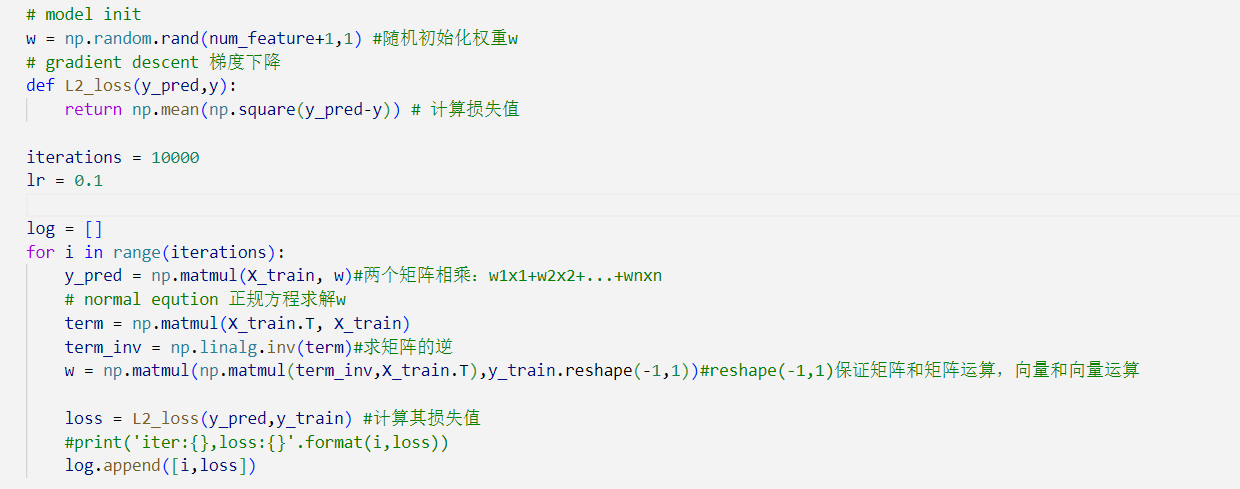 # model init
w = np.random.rand(num_feature+1,1) #随机初始化权重w
# gradient descent 梯度下降
def L2_loss(y_pred,y):
    return np.mean(np.square(y_pred-y)) # 计算损失值
iterations = 10000
lr = 0.1
log = []
for i in range(iterations):
    y_pred = np.matmul(X_train, w)#两个矩阵相乘：w1x1+w2x2+...+wnxn
    # normal eqution 正规方程求解w
    term = np.matmul(X_train.T, X_train)
    term_inv = np.linalg.inv(term)#求矩阵的逆
    w = np.matmul(np.matmul(term_inv,X_train.T),y_train.reshape(-1,1))#reshape(-1,1)保证矩阵和矩阵运算，向量和向量运算
    loss = L2_loss(y_pred,y_train) #计算其损失值
    #print('iter:{},loss:{}'.format(i,loss))
    log.append([i,loss])